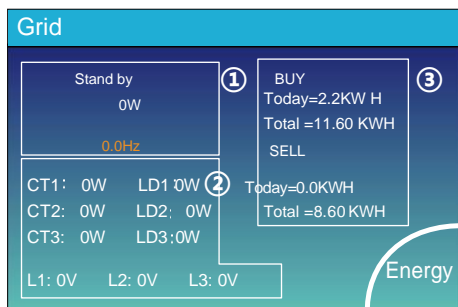 Grid
Stand by
0W
0.0Hz
①
CT1: 0W LD1:0W
CT2: 0W LD2: 0W
CT3: 0W LD3:0W
②
L1: 0V L2: 0V L3: 0V
BUY
Today=2.2KW H
Total =11.60 KWH
SELL
Today=0.0KWH
Total =8.60 KWH
③
Energy